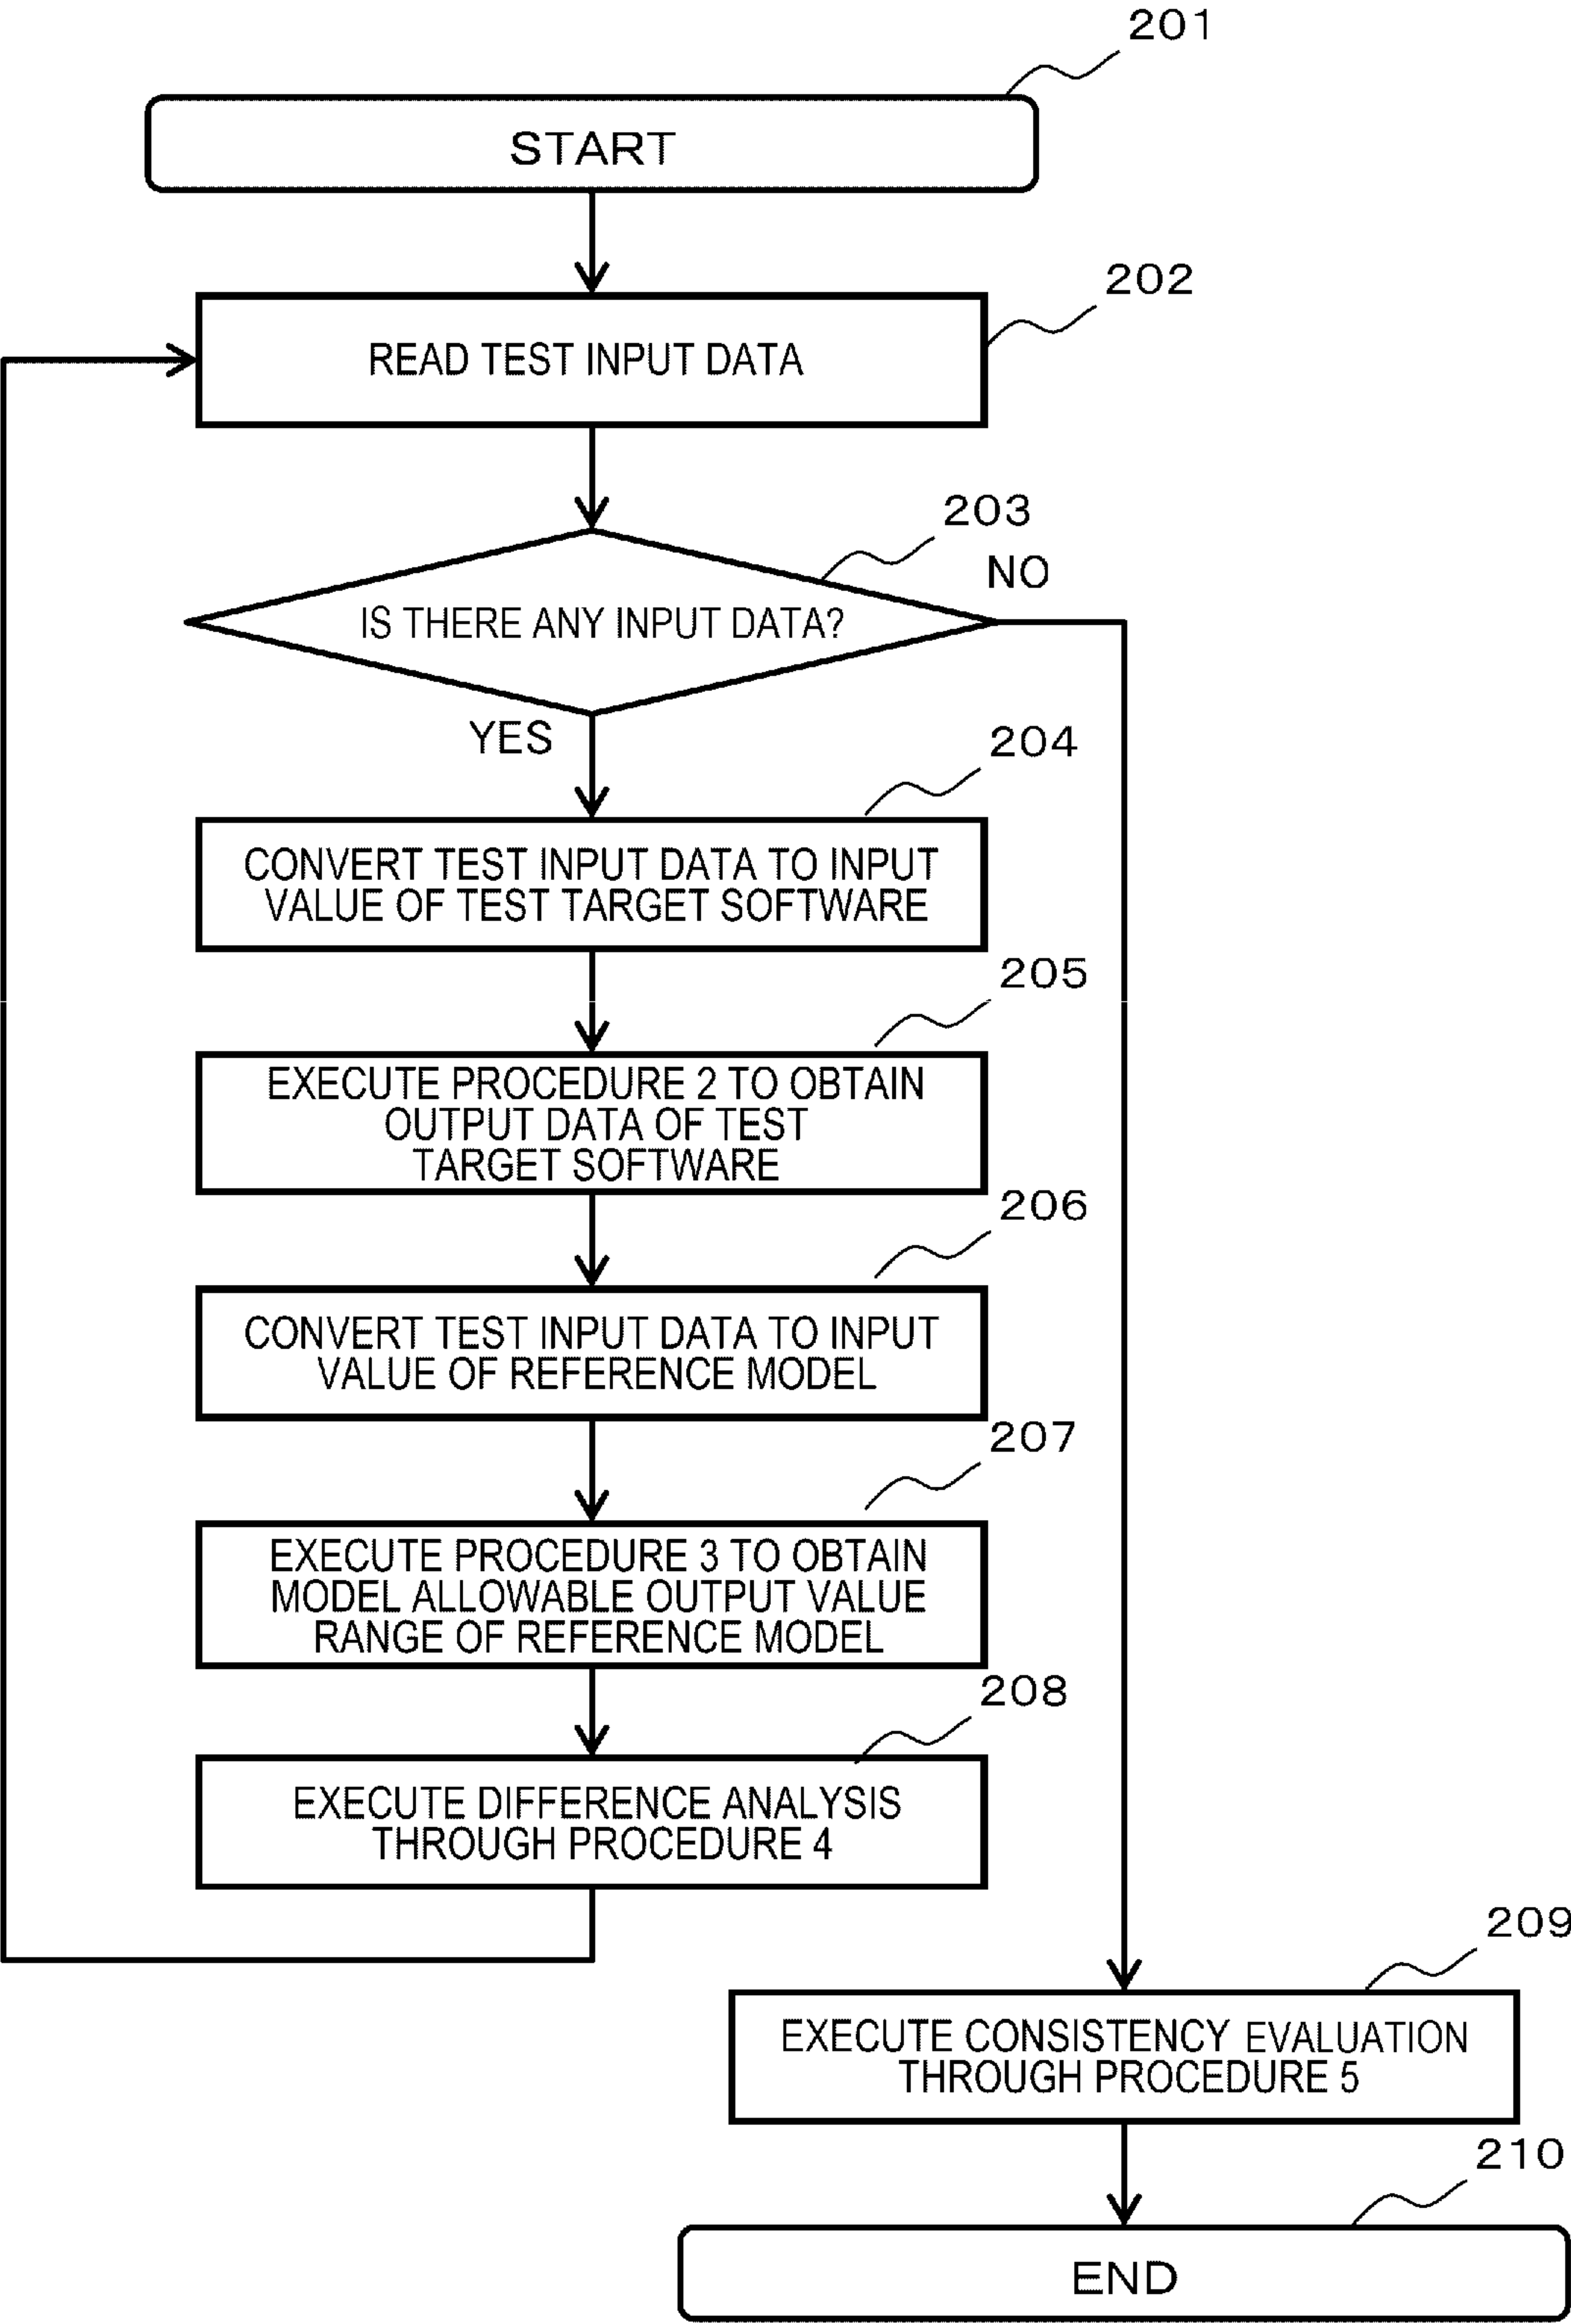 201
START
202
READ TEST INPUT DATA
203
NO
IS THERE ANY INPUT DATA?
YES
204
CONVERT TEST INPUT DATA TO INPUT
VALUE OF TEST TARGET SOFTWARE
205
EXECUTE PROCEDURE 2 TO OBTAIN
OUTPUT DATA OF TEST
TARGET SOFTWARE
206
CONVERT TEST INPUT DATA TO INPUT
VALUE OF REFERENCE MODEL
207
EXECUTE PROCEDURE 3 TO OBTAIN
MODEL ALLOWABLE OUTPUT VALUE
RANGE OF REFERENCE MODEL
208
EXECUTE DIFFERENCE ANALYSIS
THROUGH PROCEDURE 4
209
EXECUTE CONSISTENCY EVALUATION
THROUGH PROCEDURE 5
210
END